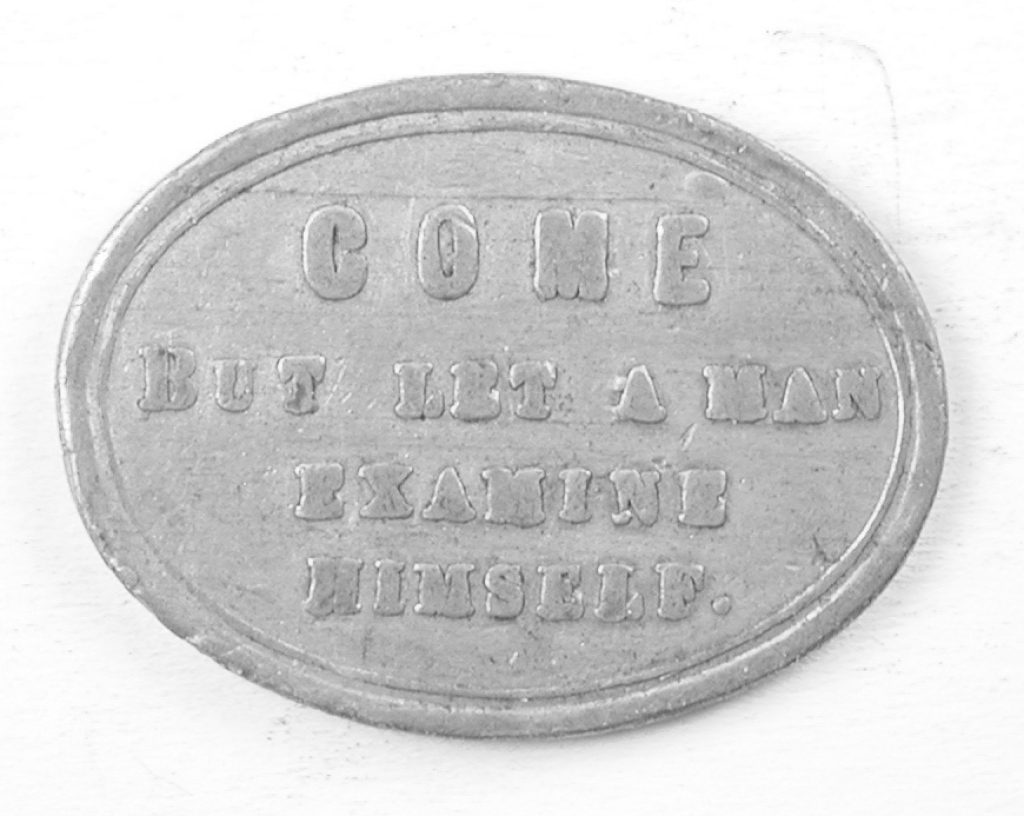 COME
BUT LET A MAN
EXAMINE
HIMSELF.